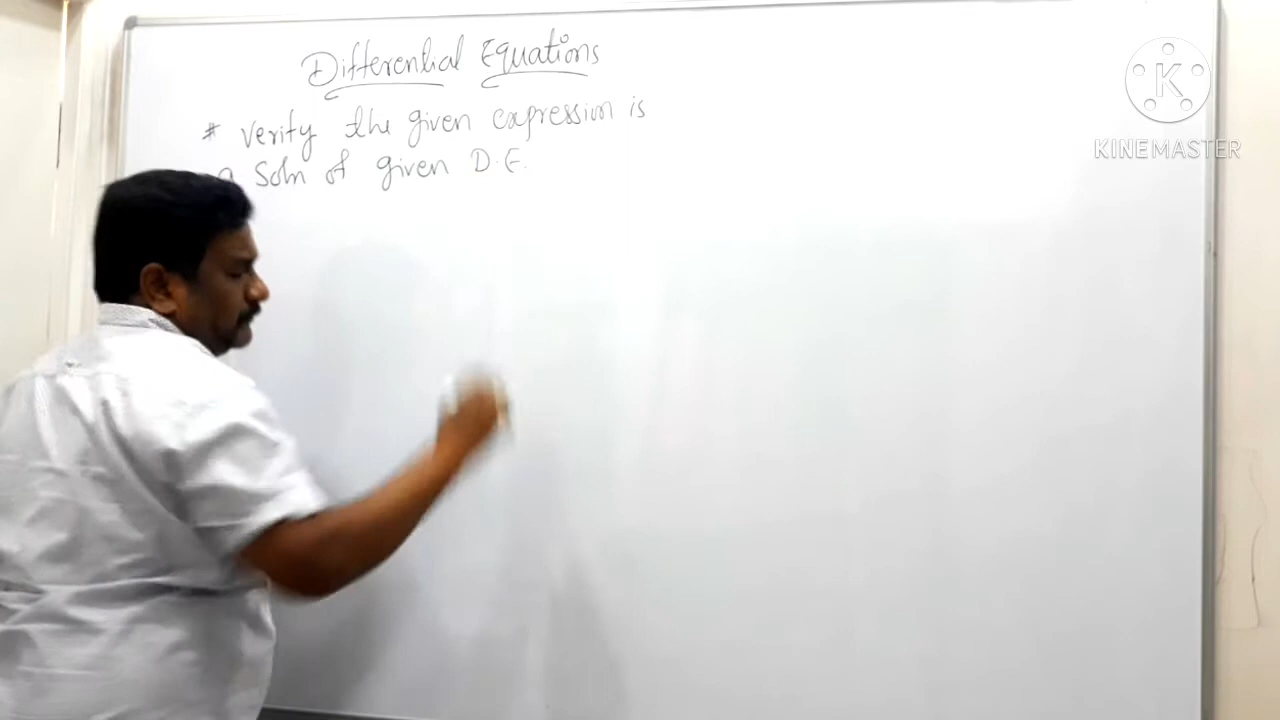 Differential Equations
* Verify the given expression is
a Soln of given D.E.
K
KINEMASTER